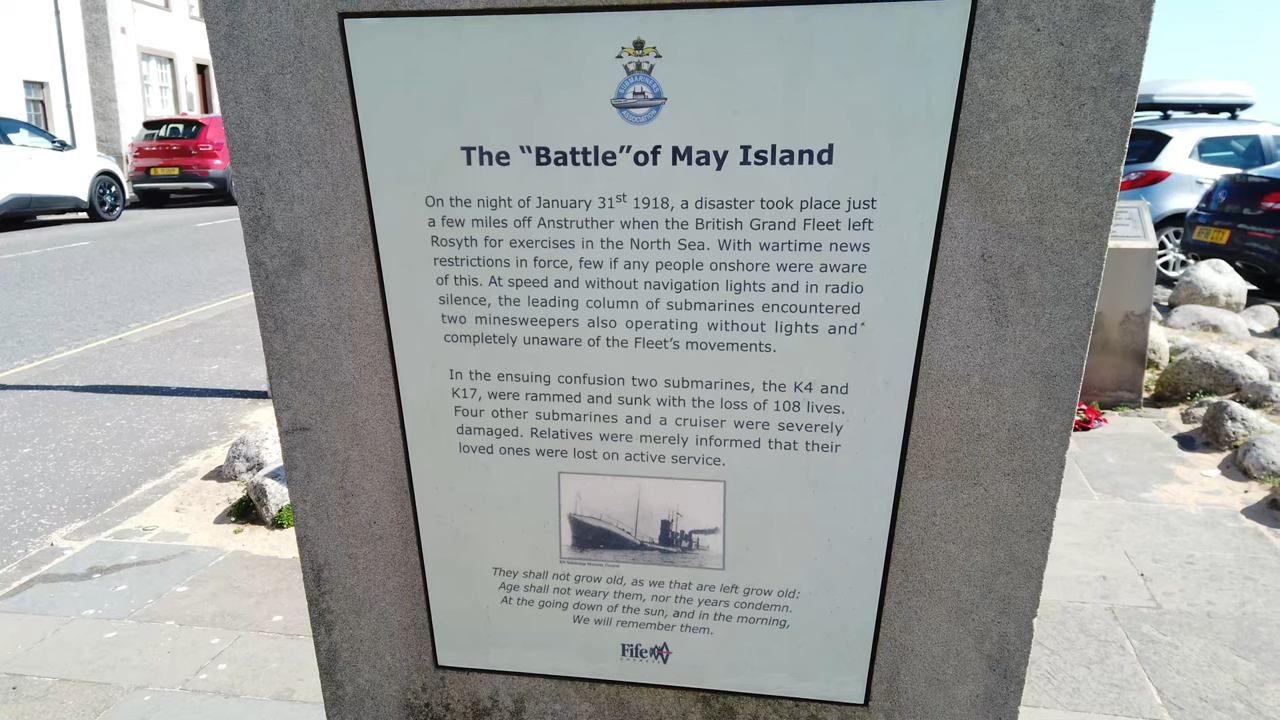 SUBMARINERS
ASSOCIATION
The “Battle”of May Island
On the night of January 31st 1918, a disaster took place just
a few miles off Anstruther when the British Grand Fleet left
Rosyth for exercises in the North Sea. With wartime news
restrictions in force, few if any people onshore were aware
of this. At speed and without navigation lights and in radio
silence, the leading column of submarines encountered
two minesweepers also operating without lights and
completely unaware of the Fleet’s movements.
In the ensuing confusion two submarines, the K4 and
K17, were rammed and sunk with the loss of 108 lives.
Four other submarines and a cruiser were severely
damaged. Relatives were merely informed that their
loved ones were lost on active service.
They shall not grow old, as we that are left grow old:
Age shall not weary them, nor the years condemn.
At the going down of the sun, and in the morning,
We will remember them.
Fife